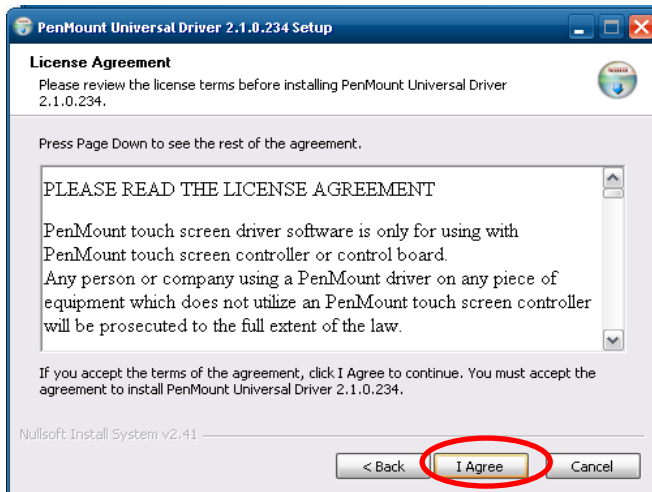 PenMount Universal Driver 2.1.0.234 Setup
License Agreement
Please review the license terms before installing PenMount Universal Driver
2.1.0.234.
Press Page Down to see the rest of the agreement.
PLEASE READ THE LICENSE AGREEMENT
PenMount touch screen driver software is only for using with
PenMount touch screen controller or control board.
Any person or company using a PenMount driver on any piece of
equipment which does not utilize an PenMount touch screen controller
will be prosecuted to the full extent of the law.
If you accept the terms of the agreement, click I Agree to continue. You must accept the
agreement to install PenMount Universal Driver 2.1.0.234.
Nullsoft Install System v2.41
< Back I Agree Cancel